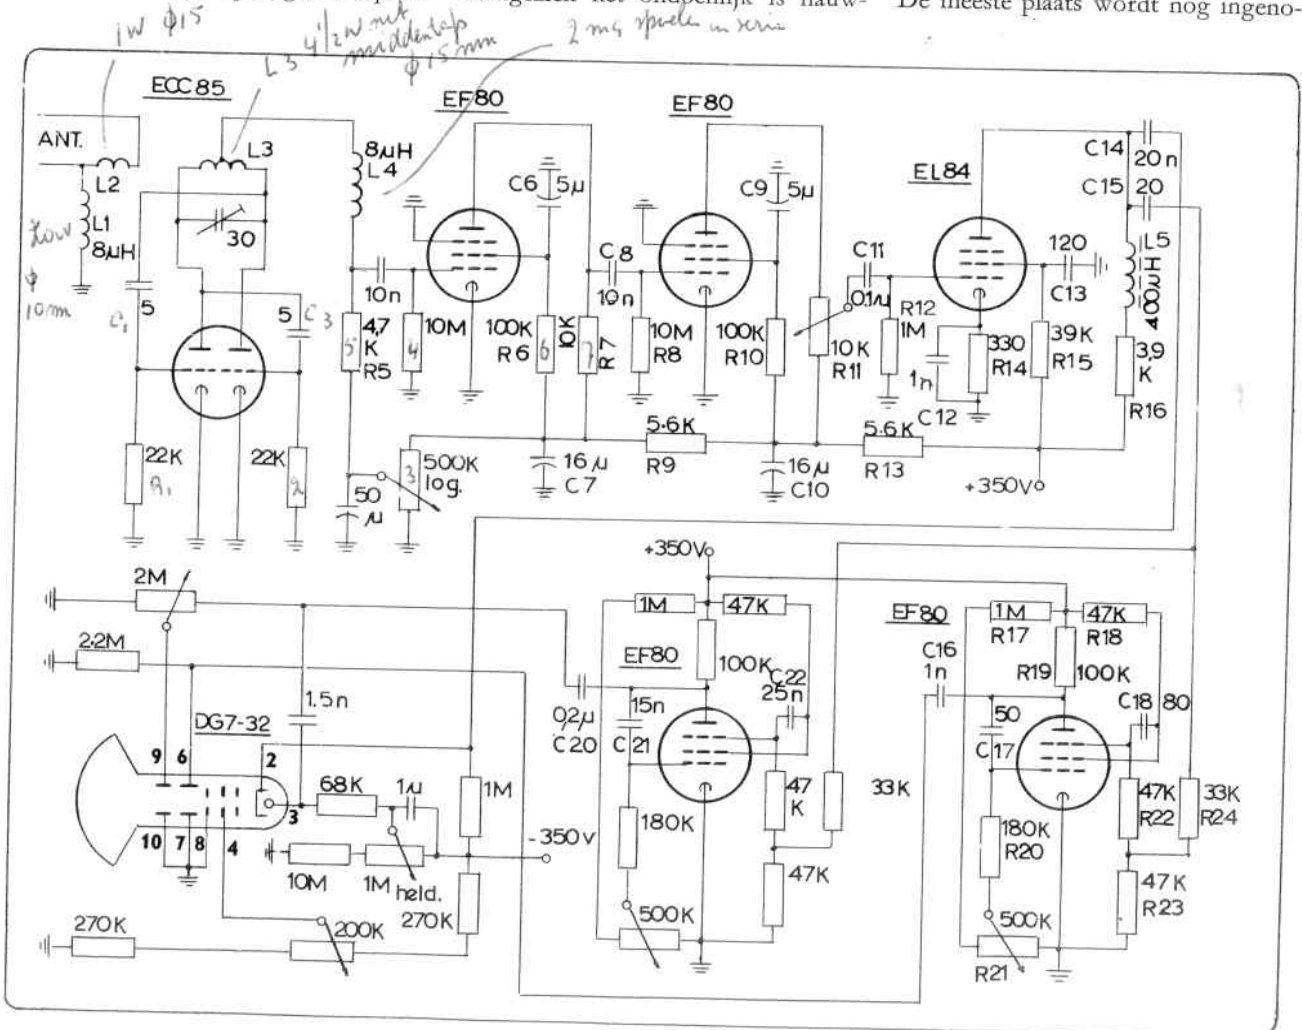 De meeste plaats wordt nog ingeno-
1W φ15
L3 4½ W met
middentap
φ 15 mm
2 mg spoelen in serie
ECC85
EF80
EF80
EL84
ANT.
L2
L1
8µH
10mm
L3
30
5
C1
5
C3
8µH
L4
10n
4,7
K
R5
5
10M
4
22K
R1
22K
2
50
µ
500K
log.
3
C6
5µ
100K
R6
6
10K
R7
7
16µ
C7
C8
10n
10M
R8
C9
5µ
100K
R10
5.6K
R9
16µ
C10
C11
0.1µ
10K
R11
R12
1M
5.6K
R13
1n
C12
330
R14
120
C13
39K
R15
+350V
C14
20n
C15
20
L5
400µH
3,9
K
R16
2M
2.2M
1.5n
DG7-32
9 6 2
3
10 7 8 4
68K
1µ
1M
10M
1M
held.
-350v
270K
200K
270K
+350V
1M
47K
EF80
100K
C22
25n
0,2µ
C20
15n
C21
47
K
33K
180K
47K
500K
EF80
1M
R17
47K
R18
C16
1n
R19
100K
C18
80
50
C17
47K
R22
33K
R24
180K
R20
47K
R23
500K
R21